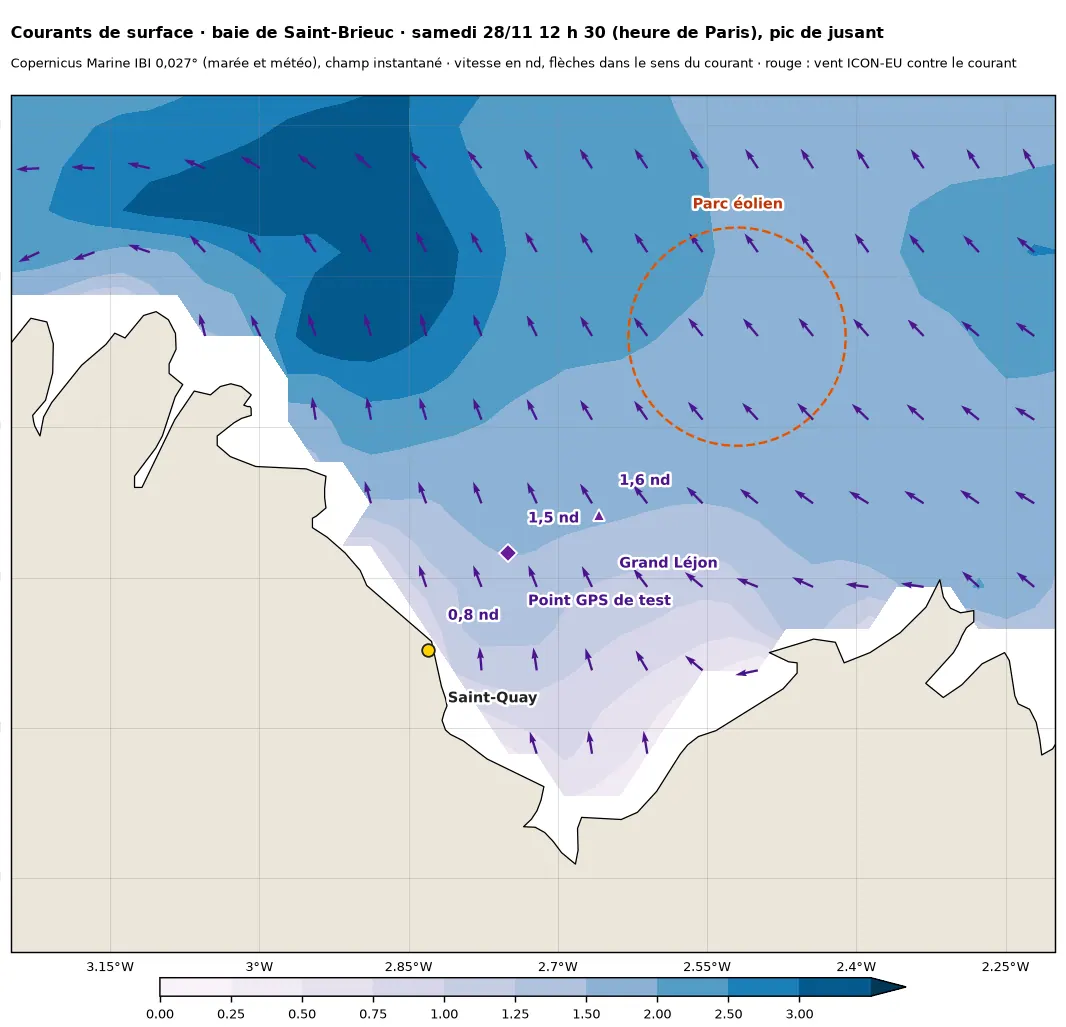 Courants de surface · baie de Saint-Brieuc · samedi 28/11 12 h 30 (heure de Paris), pic de jusant
Copernicus Marine IBI 0,027° (marée et météo), champ instantané · vitesse en nd, flèches dans le sens du courant · rouge : vent ICON-EU contre le courant
Parc éolien
1,6 nd
1,5 nd
Grand Léjon
Point GPS de test
0,8 nd
Saint-Quay
3.15°W 3°W 2.85°W 2.7°W 2.55°W 2.4°W 2.25°W
0.00 0.25 0.50 0.75 1.00 1.25 1.50 2.00 2.50 3.00